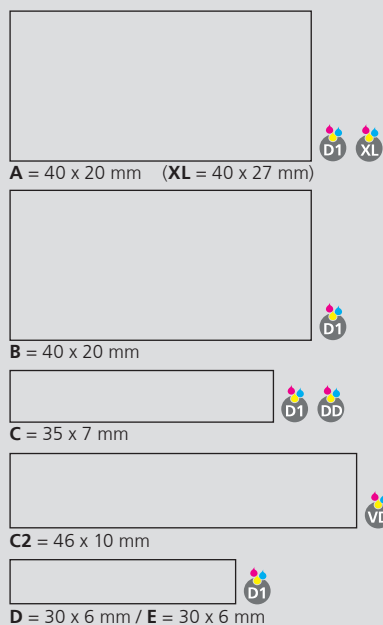 D1 XL
A = 40 x 20 mm (XL = 40 x 27 mm)
D1
B = 40 x 20 mm
D1 DD
C = 35 x 7 mm
VD
C2 = 46 x 10 mm
D1
D = 30 x 6 mm / E = 30 x 6 mm